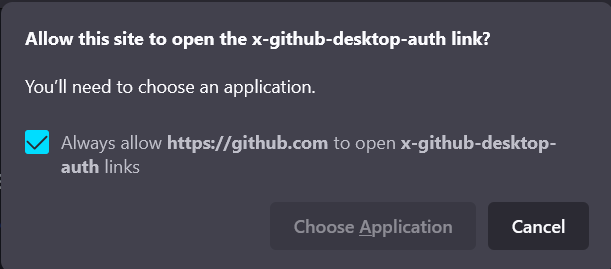 Allow this site to open the x-github-desktop-auth link?
You’ll need to choose an application.
Always allow https://github.com to open x-github-desktop-
auth links
Choose Application
Cancel